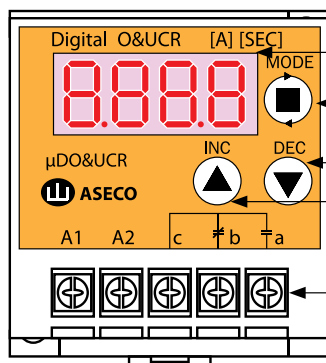 Digital O&UCR [A] [SEC]
MODE
8.8.8.8
INC DEC
µDO&UCR
ASECO
A1 A2 c b a